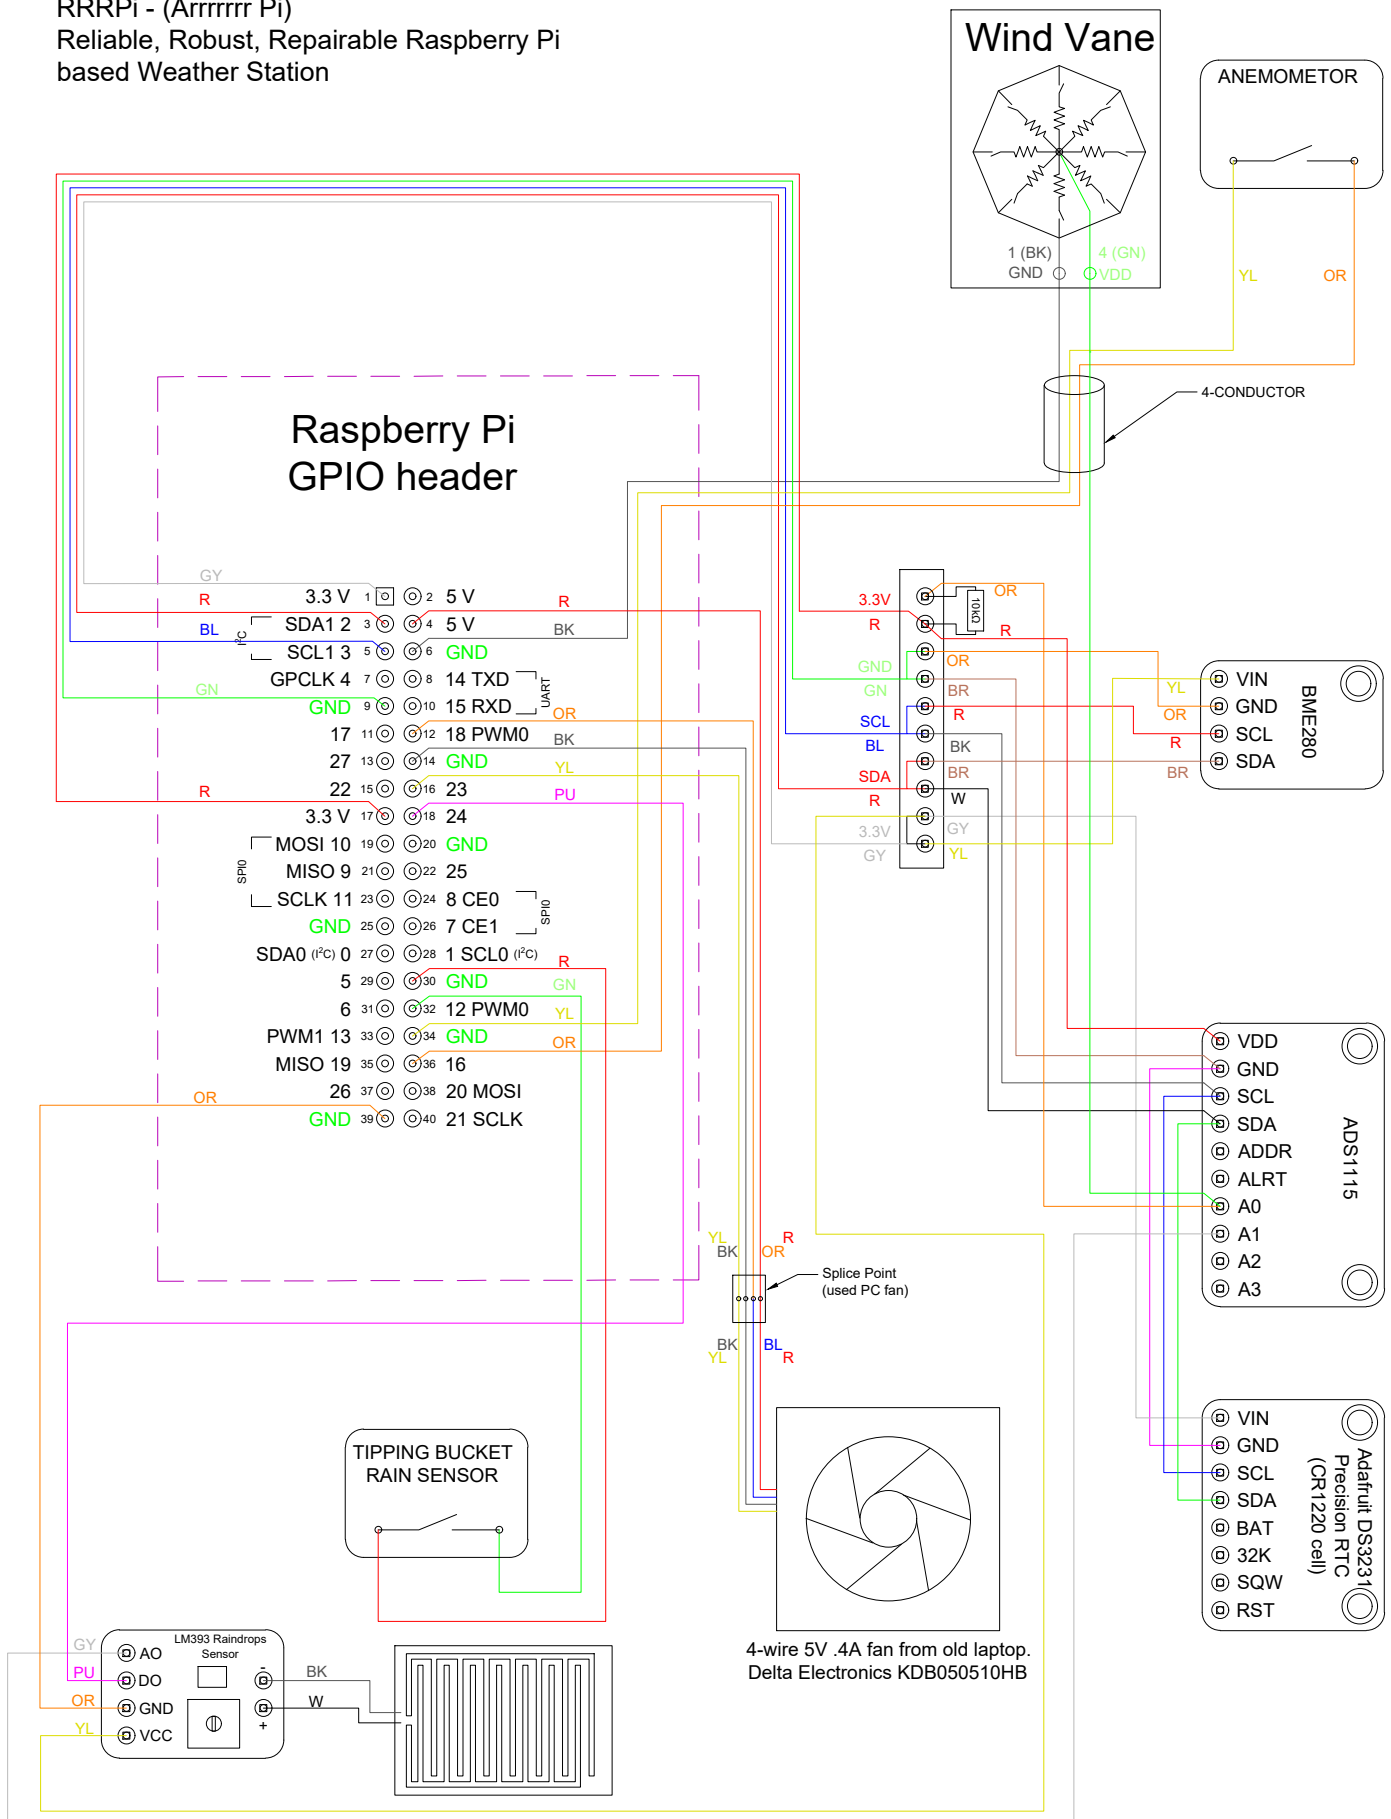 RRRPi - (Arrrrrrr Pi)
Reliable, Robust, Repairable Raspberry Pi
based Weather Station
Wind Vane
1 (BK)
GND
4 (GN)
VDD
ANEMOMETOR
YL
OR
4-CONDUCTOR
Raspberry Pi
GPIO header
GY
R
BL
GN
R
OR
I²C
SPI0
3.3 V 1 2 5 V
SDA1 2 3 4 5 V
SCL1 3 5 6 GND
GPCLK 4 7 8 14 TXD
GND 9 10 15 RXD
17 11 12 18 PWM0
27 13 14 GND
22 15 16 23
3.3 V 17 18 24
MOSI 10 19 20 GND
MISO 9 21 22 25
SCLK 11 23 24 8 CE0
GND 25 26 7 CE1
SDA0 (I²C) 0 27 28 1 SCL0 (I²C)
5 29 30 GND
6 31 32 12 PWM0
PWM1 13 33 34 GND
MISO 19 35 36 16
26 37 38 20 MOSI
GND 39 40 21 SCLK
UART
SPI0
R
BK
OR
BK
YL
PU
R
GN
YL
OR
3.3V
R
GND
GN
SCL
BL
SDA
R
3.3V
GY
OR
10kΩ
R
OR
BR
R
BK
BR
W
GY
YL
YL
OR
R
BR
VIN
GND
SCL
SDA
BME280
VDD
GND
SCL
SDA
ADDR
ALRT
A0
A1
A2
A3
ADS1115
YL
BK
OR
R
Splice Point
(used PC fan)
BK
YL
BL
R
VIN
GND
SCL
SDA
BAT
32K
SQW
RST
Adafruit DS3231
Precision RTC
(CR1220 cell)
TIPPING BUCKET
RAIN SENSOR
4-wire 5V .4A fan from old laptop.
Delta Electronics KDB050510HB
GY
PU
OR
YL
LM393 Raindrops
Sensor
AO
DO
GND
VCC
-
+
BK
W